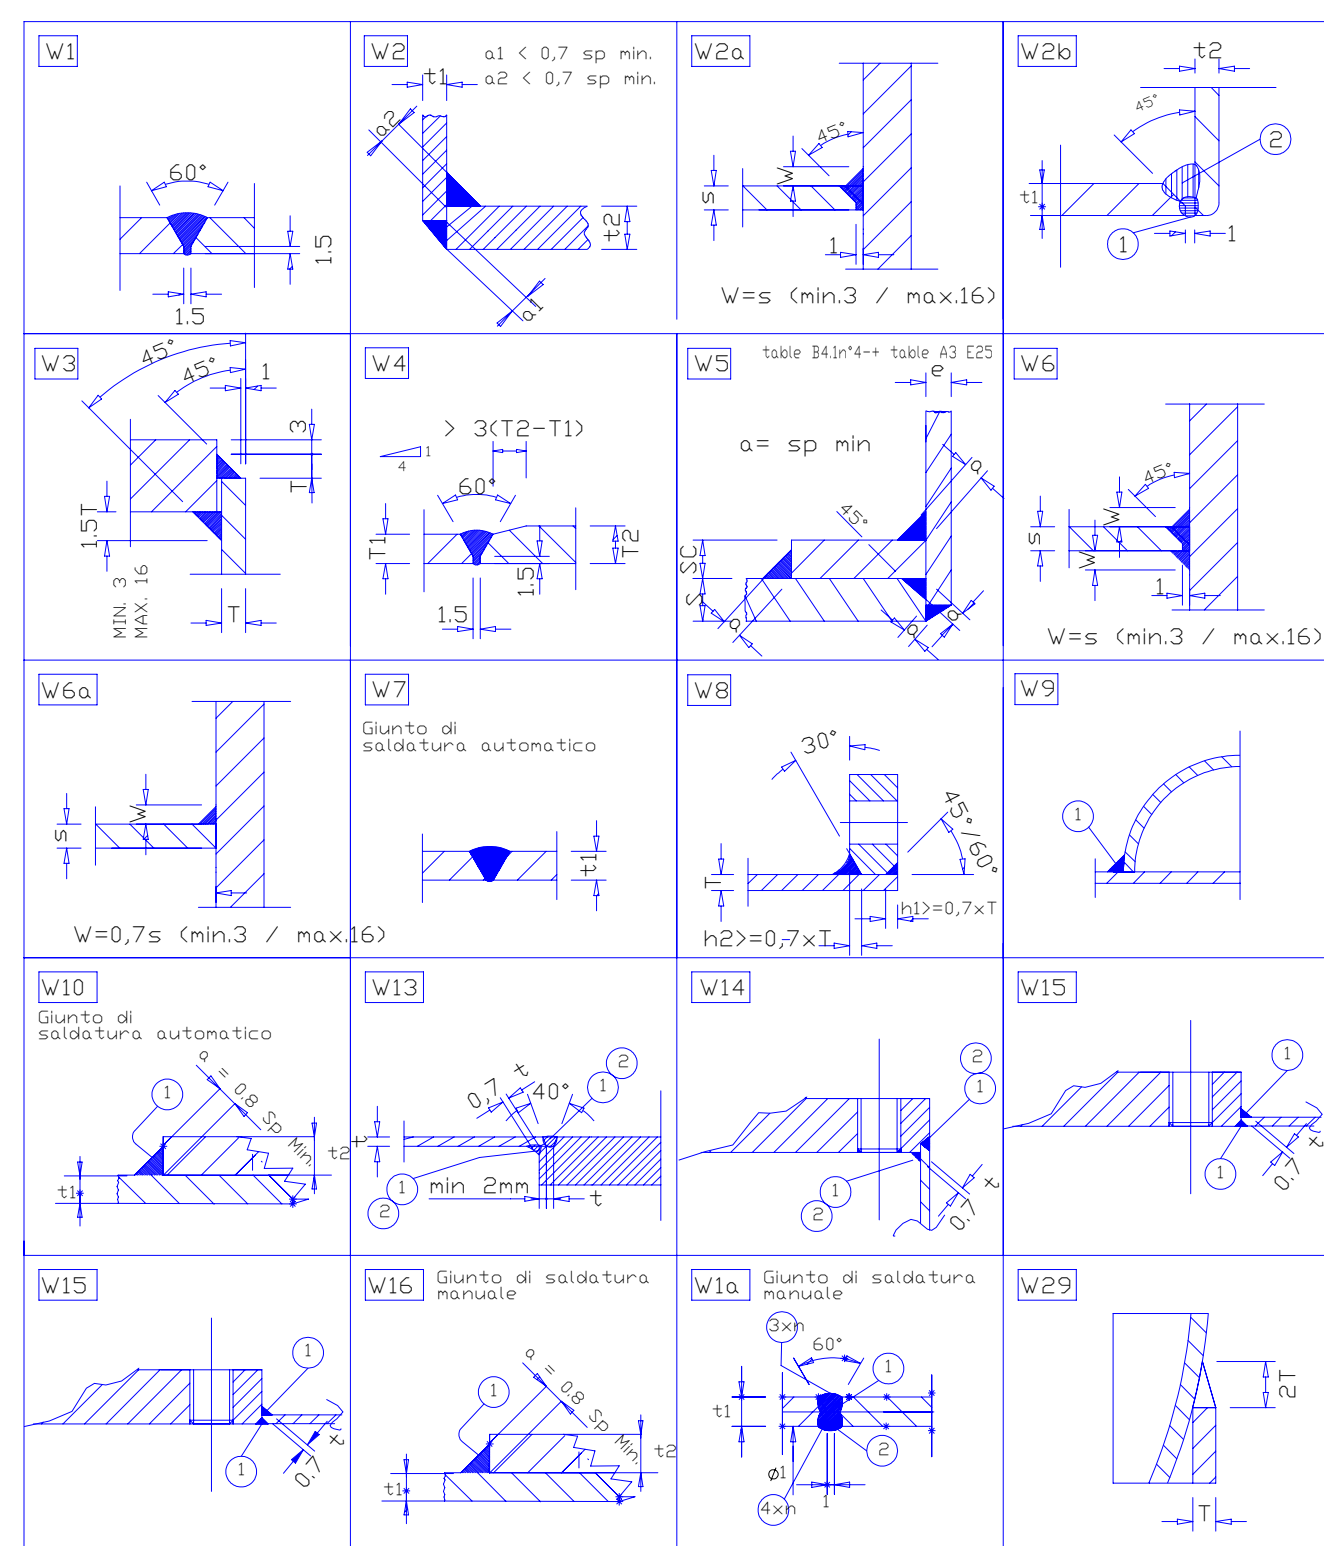 W1
60°
1.5
1.5
W2
a1 < 0,7 sp min.
a2 < 0,7 sp min.
t1
a2
t2
a1
W2a
45°
W
s
1
W=s (min.3 / max.16)
W2b
t2
45°
2
t1
1
1
W3
45°
45°
1
3
T
1.5T
MIN. 3
MAX. 16
T
W4
> 3(T2-T1)
1
4
60°
T1
T2
1.5
1.5
W5
table B4.1n°4-+ table A3 E25
e
a= sp min
a
45°
SC
S
a
a
a
W6
45°
W
s
W
1
W=s (min.3 / max.16)
W6a
W
s
W=0,7s (min.3 / max.16)
W7
Giunto di
saldatura automatico
t1
W8
30°
45°/60°
T
h1>=0,7xT
h2>=0,7xT
W9
1
W10
Giunto di
saldatura automatico
a = 0.8 Sp Min.
1
t2
t1
W13
2
1
0,7 t
40°
t
1
2
min 2mm
t
W14
2
1
1
2
0.7 t
W15
1
1
0.7 t
W15
1
1
0.7 t
W16
Giunto di saldatura
manuale
a = 0.8 Sp Min.
1
t2
t1
W1a
Giunto di saldatura
manuale
3xn
60°
1
t1
2
ø1
1
4xn
W29
2T
T